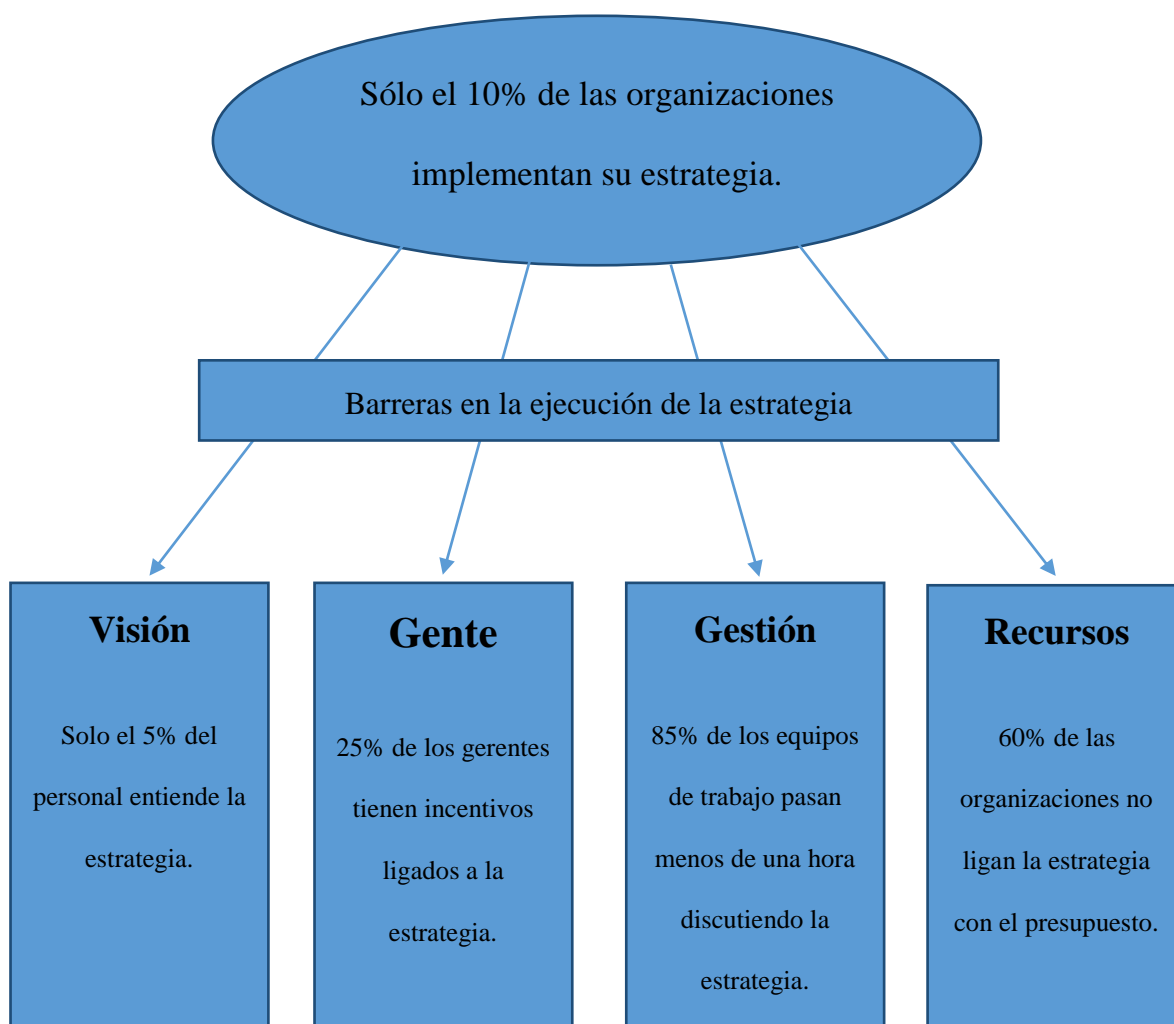 Sólo el 10% de las organizaciones
implementan su estrategia.
Barreras en la ejecución de la estrategia
Visión
Solo el 5% del
personal entiende la
estrategia.
Gente
25% de los gerentes
tienen incentivos
ligados a la
estrategia.
Gestión
85% de los equipos
de trabajo pasan
menos de una hora
discutiendo la
estrategia.
Recursos
60% de las
organizaciones no
ligan la estrategia
con el presupuesto.